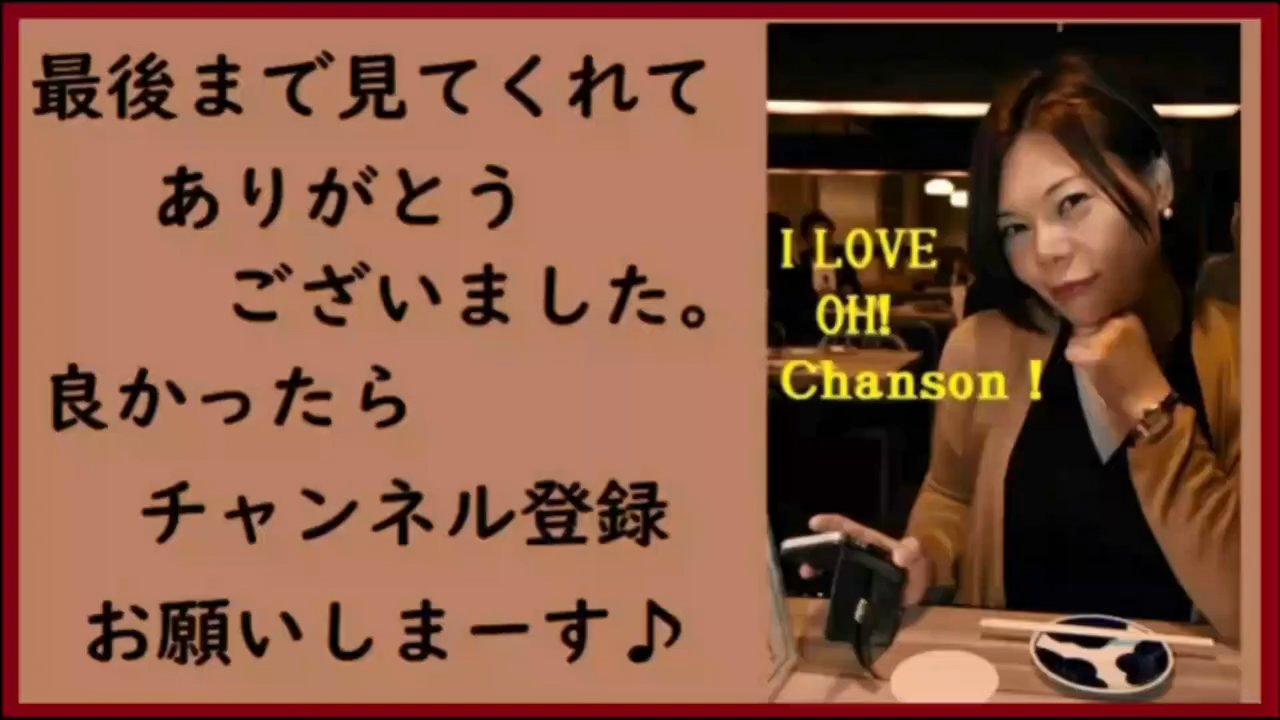 最後まで見てくれて
ありがとう
ございました。
良かったら
チャンネル登録
お願いしまーす♪
I LOVE
OH!
Chanson !